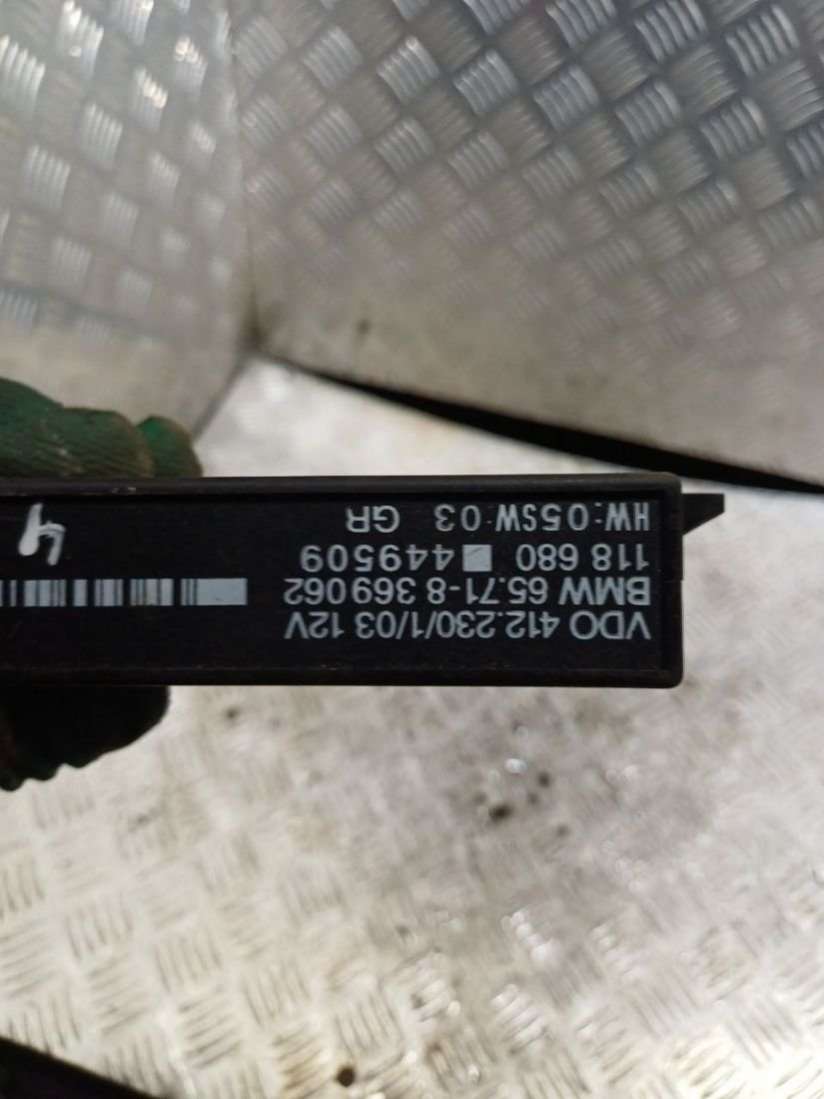 VDO 412.230/1/03 12V
BMW 65.71-8 369 062
118 680 449509
HW:05SW:03 GR
4